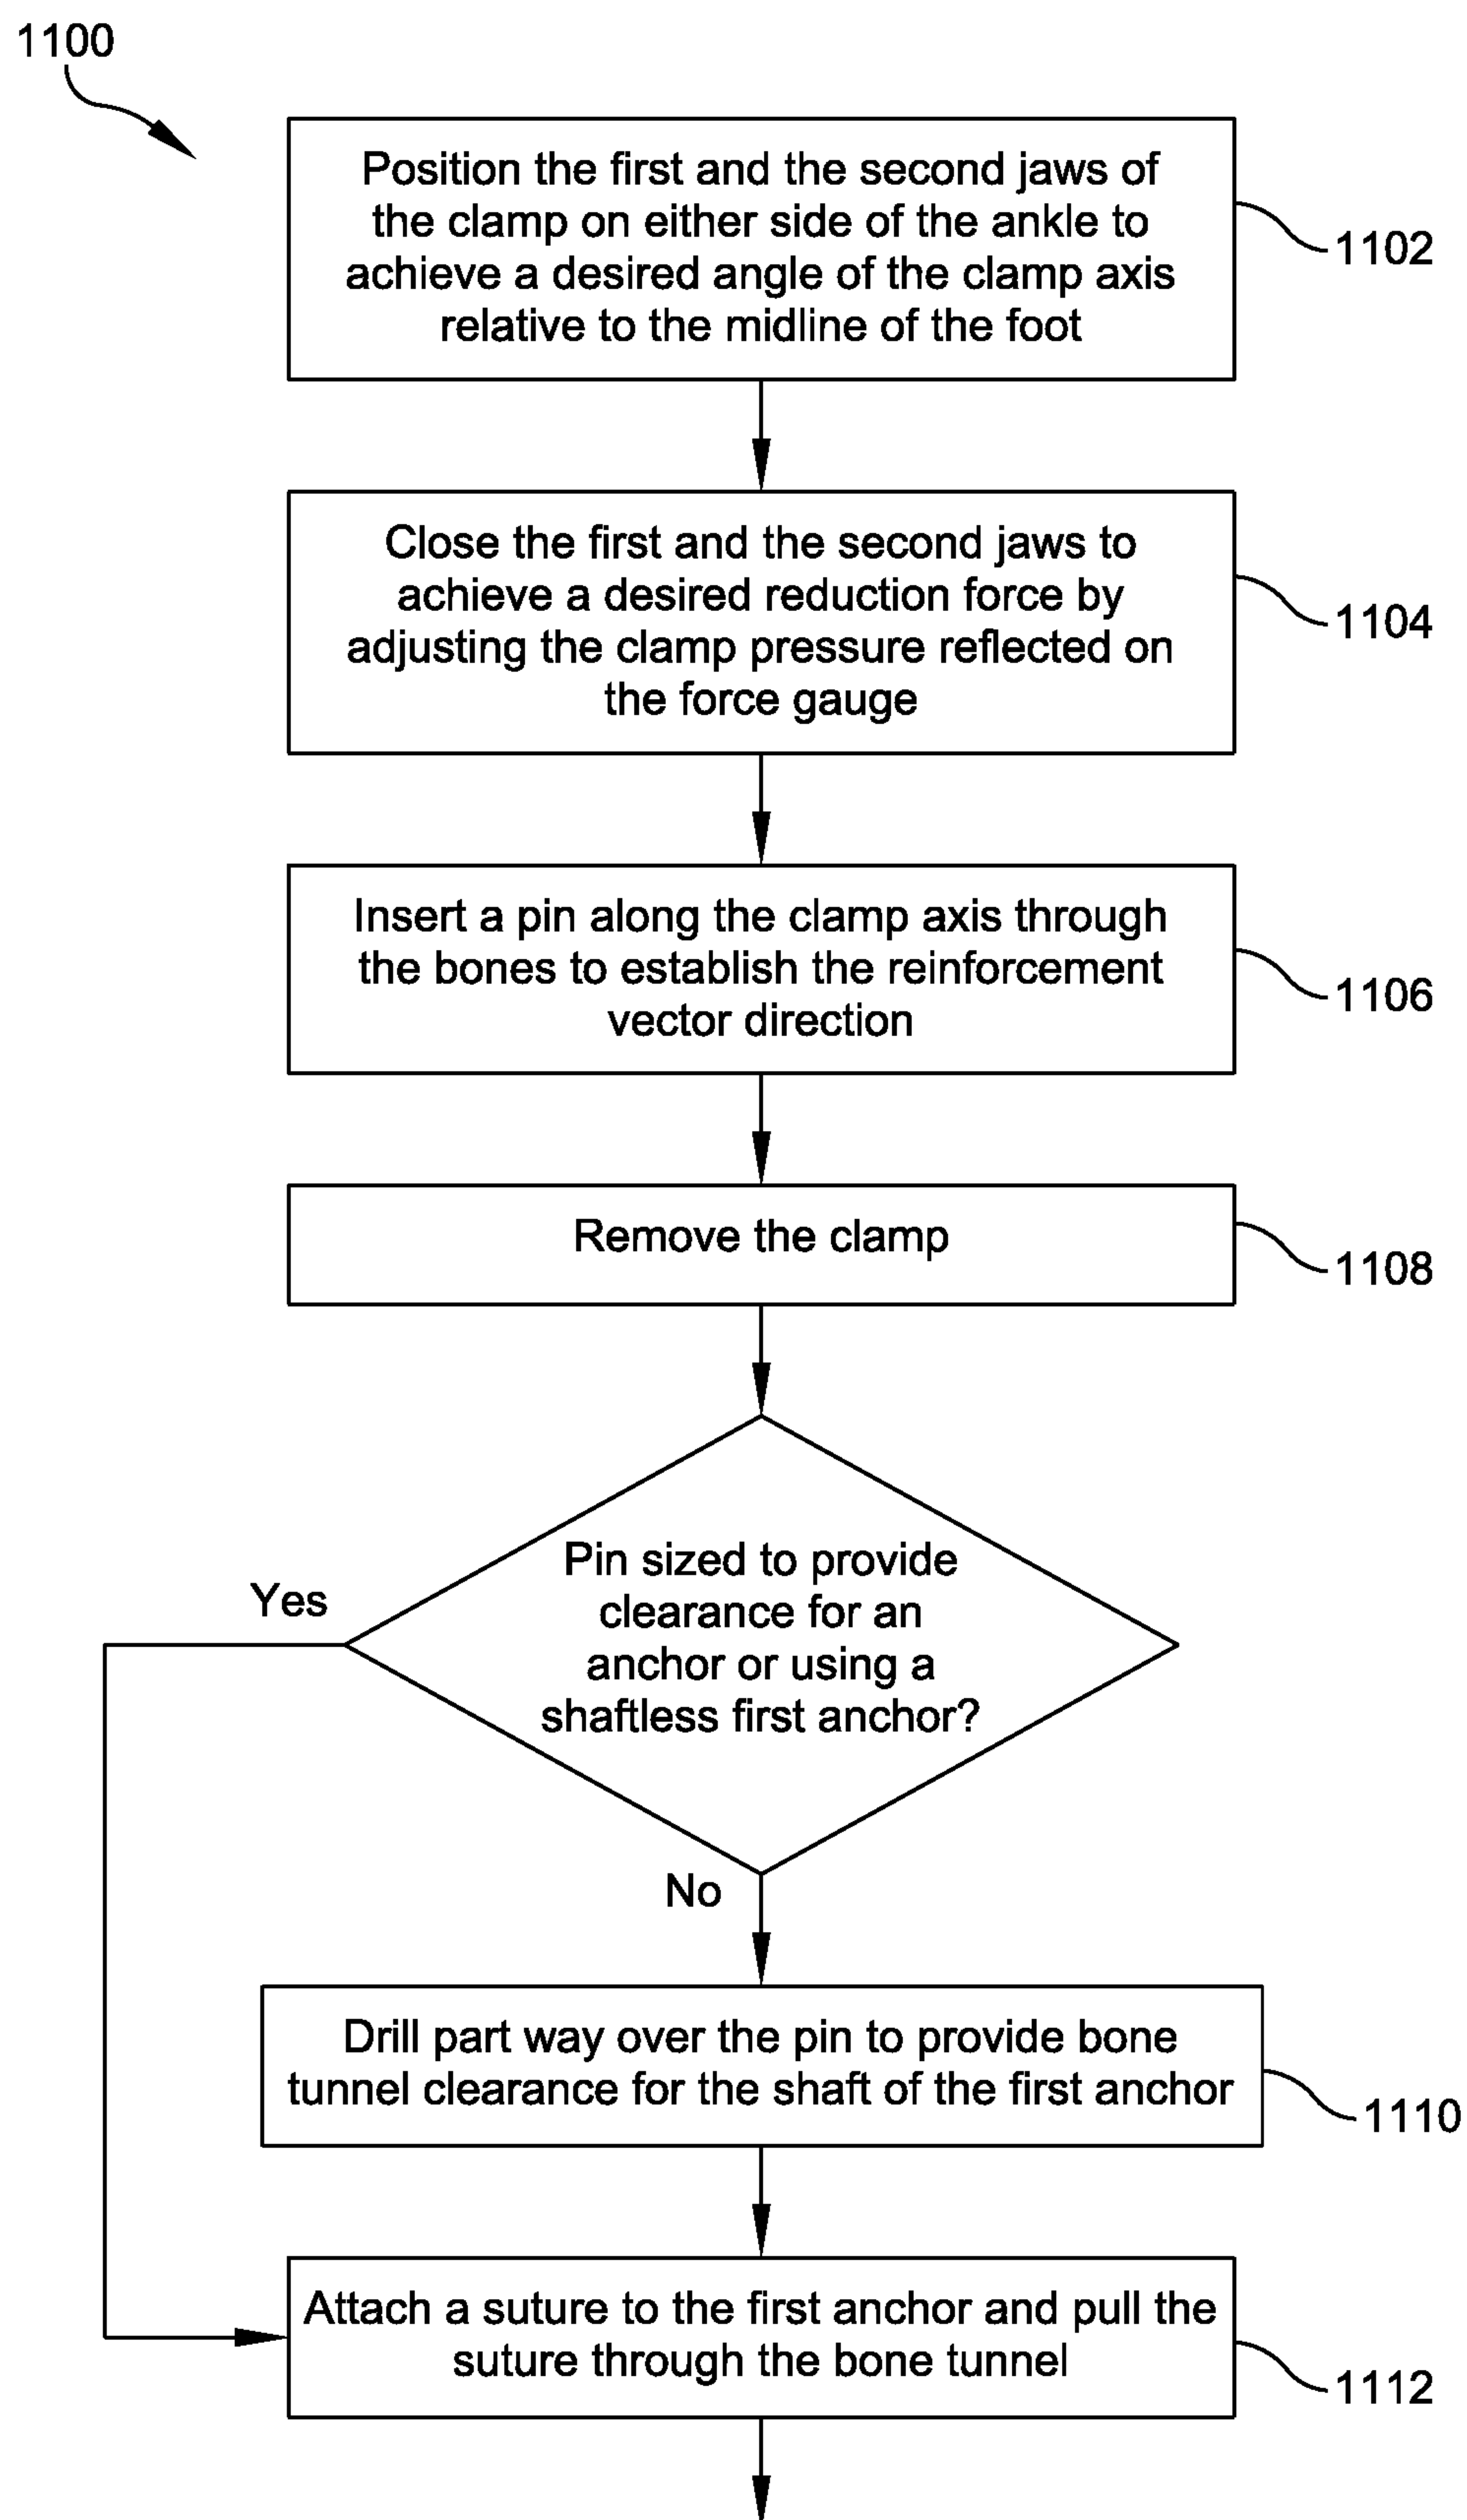 1100
Position the first and the second jaws of
the clamp on either side of the ankle to
achieve a desired angle of the clamp axis
relative to the midline of the foot
1102
Close the first and the second jaws to
achieve a desired reduction force by
adjusting the clamp pressure reflected on
the force gauge
1104
Insert a pin along the clamp axis through
the bones to establish the reinforcement
vector direction
1106
Remove the clamp
1108
Pin sized to provide
clearance for an
anchor or using a
shaftless first anchor?
Yes
No
Drill part way over the pin to provide bone
tunnel clearance for the shaft of the first anchor
1110
Attach a suture to the first anchor and pull the
suture through the bone tunnel
1112